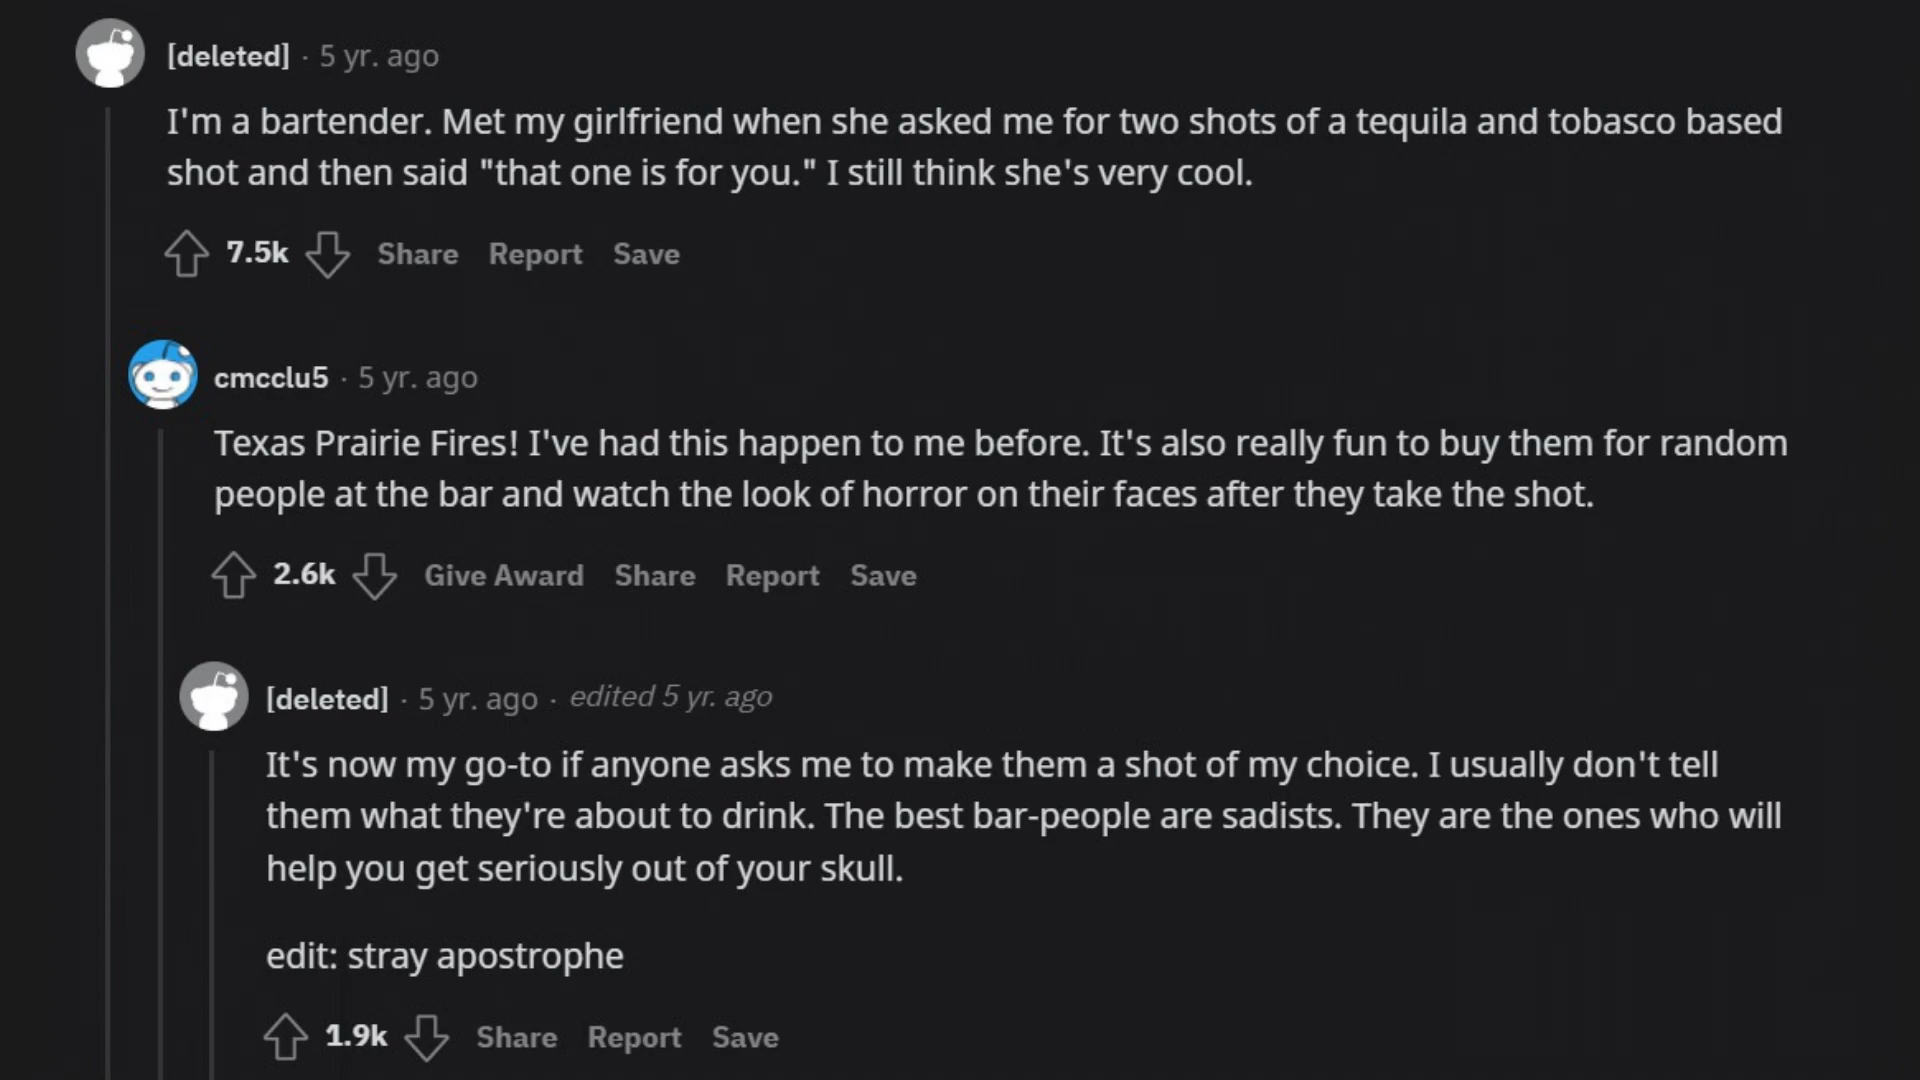 [deleted] · 5 yr. ago
I'm a bartender. Met my girlfriend when she asked me for two shots of a tequila and tobasco based
shot and then said "that one is for you." I still think she's very cool.
7.5k Share Report Save
cmcclu5 · 5 yr. ago
Texas Prairie Fires! I've had this happen to me before. It's also really fun to buy them for random
people at the bar and watch the look of horror on their faces after they take the shot.
2.6k Give Award Share Report Save
[deleted] · 5 yr. ago · edited 5 yr. ago
It's now my go-to if anyone asks me to make them a shot of my choice. I usually don't tell
them what they're about to drink. The best bar-people are sadists. They are the ones who will
help you get seriously out of your skull.
edit: stray apostrophe
1.9k Share Report Save